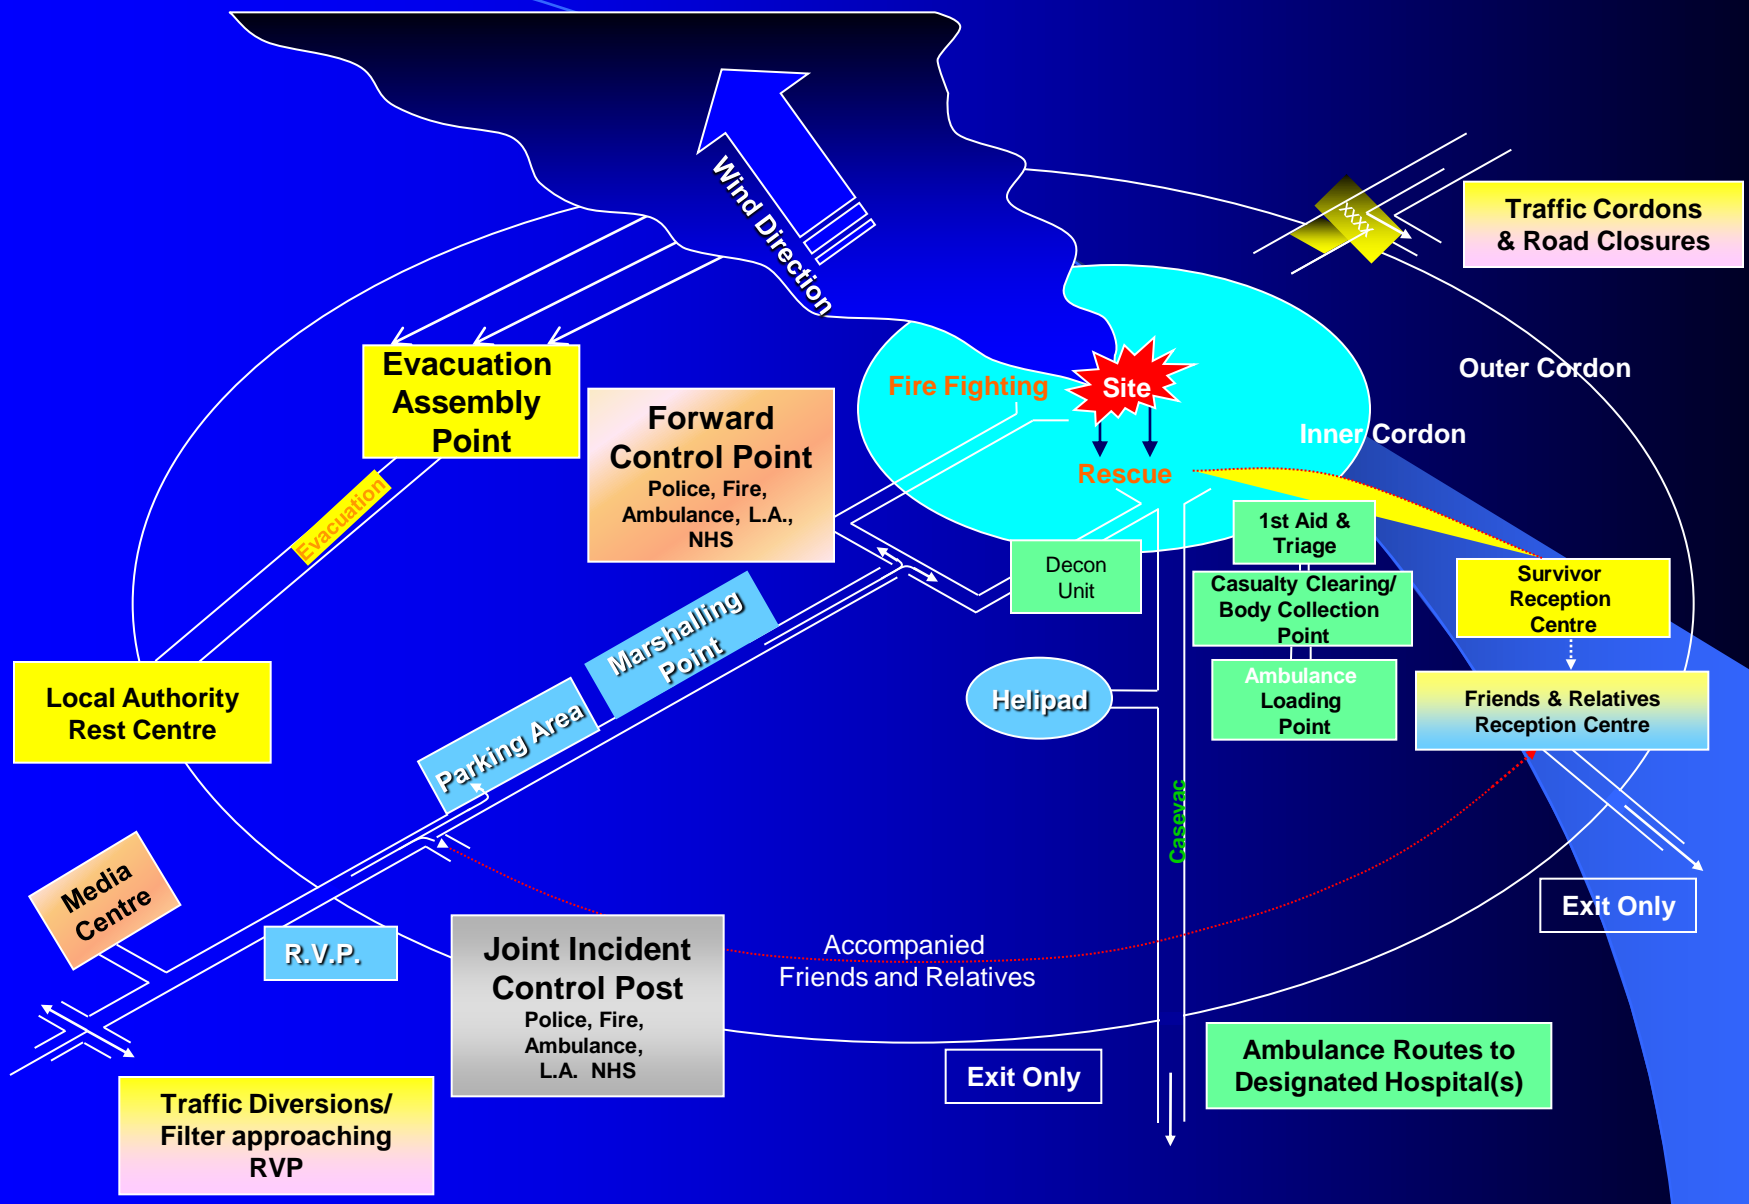 Wind Direction
XXXX
Traffic Cordons
& Road Closures
Evacuation
Assembly
Point
Forward
Control Point
Police, Fire,
Ambulance, L.A.,
NHS
Fire Fighting
Site
Outer Cordon
Inner Cordon
Rescue
Evacuation
1st Aid &
Triage
Decon
Unit
Casualty Clearing/
Body Collection
Point
Survivor
Reception
Centre
Marshalling
Point
Local Authority
Rest Centre
Parking Area
Helipad
Ambulance
Loading
Point
Friends & Relatives
Reception Centre
Casevac
Media
Centre
R.V.P.
Joint Incident
Control Post
Police, Fire,
Ambulance,
L.A. NHS
Accompanied
Friends and Relatives
Exit Only
Exit Only
Ambulance Routes to
Designated Hospital(s)
Traffic Diversions/
Filter approaching
RVP